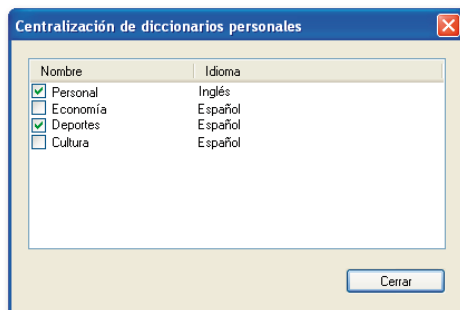 Centralización de diccionarios personales
Nombre Idioma
Personal Inglés
Economía Español
Deportes Español
Cultura Español
Cerrar